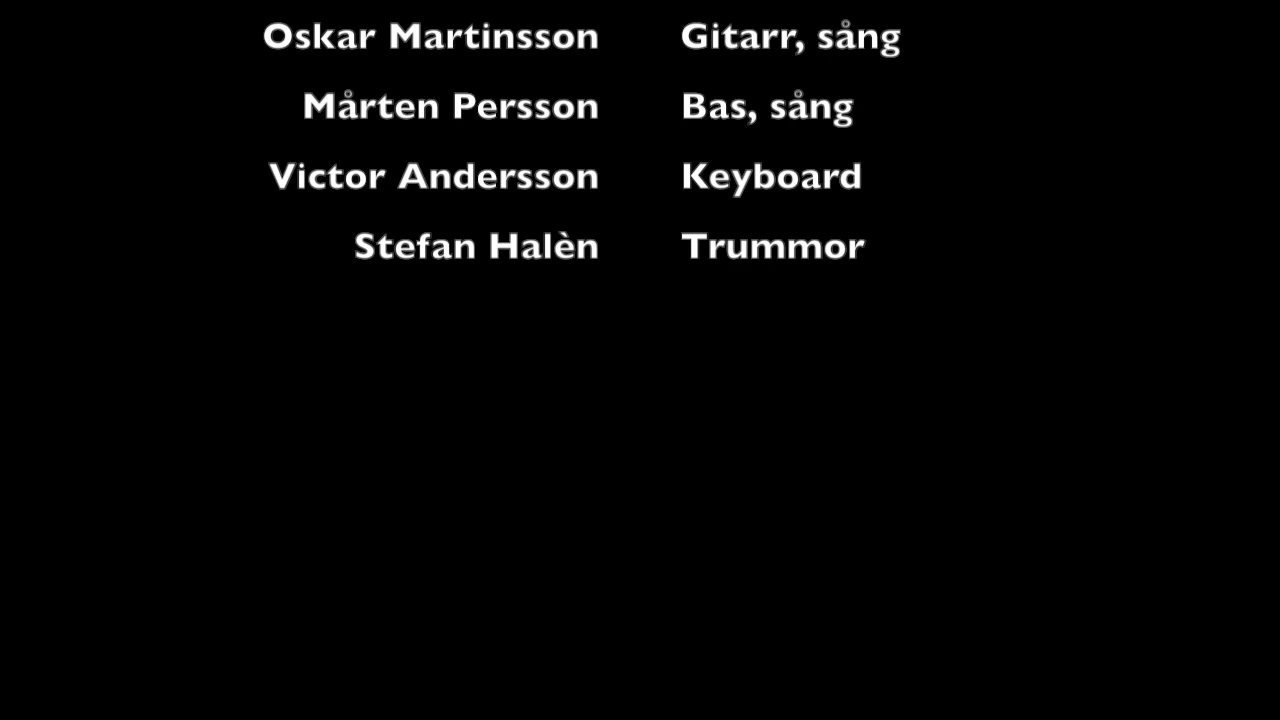 Oskar Martinsson Gitarr, sång
Mårten Persson Bas, sång
Victor Andersson Keyboard
Stefan Halèn Trummor